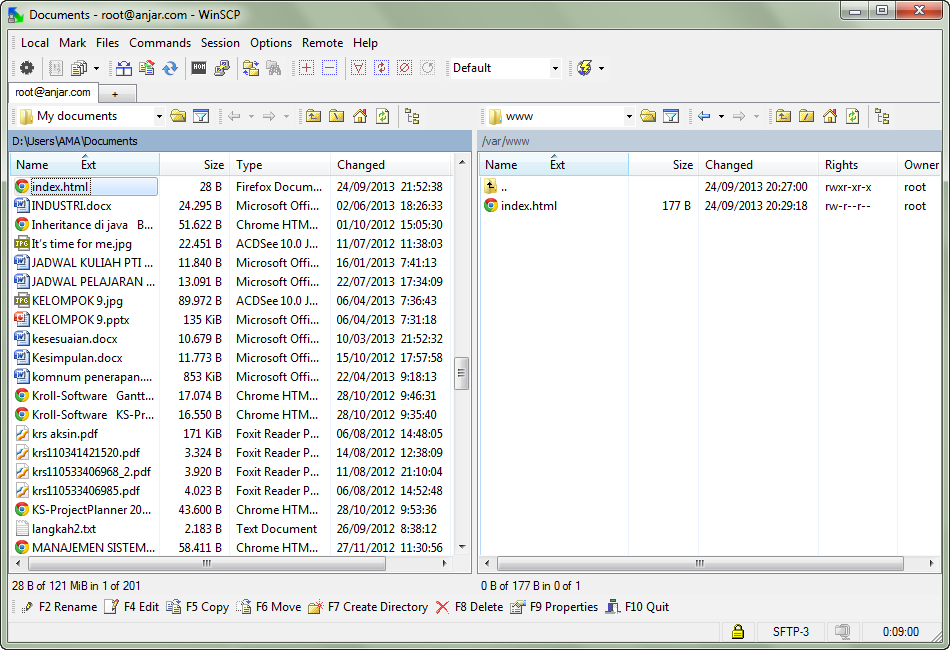 Documents - root@anjar.com - WinSCP
Local Mark Files Commands Session Options Remote Help
Default
root@anjar.com +
My documents www
D:\Users\AMA\Documents /var/www
Name Ext Size Type Changed Name Ext Size Changed Rights Owner
index.html 28 B Firefox Docum... 24/09/2013 21:52:38 .. 24/09/2013 20:27:00 rwxr-xr-x root
INDUSTRI.docx 24.295 B Microsoft Offi... 02/06/2013 18:26:33 index.html 177 B 24/09/2013 20:29:18 rw-r--r-- root
Inheritance di java B... 51.622 B Chrome HTM... 01/10/2012 15:05:30
It's time for me.jpg 22.451 B ACDSee 10.0 J... 11/07/2012 11:38:03
JADWAL KULIAH PTI ... 11.840 B Microsoft Offi... 16/01/2013 7:41:13
JADWAL PELAJARAN ... 13.091 B Microsoft Offi... 22/07/2013 17:34:09
KELOMPOK 9.jpg 89.972 B ACDSee 10.0 J... 06/04/2013 7:36:43
KELOMPOK 9.pptx 135 KiB Microsoft Offi... 06/04/2013 7:31:18
kesesuaian.docx 10.679 B Microsoft Offi... 10/03/2013 21:52:32
Kesimpulan.docx 11.773 B Microsoft Offi... 15/10/2012 17:57:58
komnum penerapan.... 853 KiB Microsoft Offi... 22/04/2013 9:18:13
Kroll-Software Gantt... 17.074 B Chrome HTM... 28/10/2012 9:46:31
Kroll-Software KS-Pr... 16.550 B Chrome HTM... 28/10/2012 9:35:40
krs aksin.pdf 171 KiB Foxit Reader P... 06/08/2012 14:48:05
krs110341421520.pdf 3.324 B Foxit Reader P... 14/08/2012 12:38:09
krs110533406968_2.pdf 3.920 B Foxit Reader P... 11/08/2012 21:10:04
krs110533406985.pdf 4.023 B Foxit Reader P... 06/08/2012 14:52:48
KS-ProjectPlanner 20... 43.600 B Chrome HTM... 28/10/2012 9:53:36
langkah2.txt 2.183 B Text Document 26/09/2012 8:38:12
MANAJEMEN SISTEM... 58.411 B Chrome HTM... 27/11/2012 11:30:56
28 B of 121 MiB in 1 of 201 0 B of 177 B in 0 of 1
F2 Rename F4 Edit F5 Copy F6 Move F7 Create Directory F8 Delete F9 Properties F10 Quit
SFTP-3 0:09:00